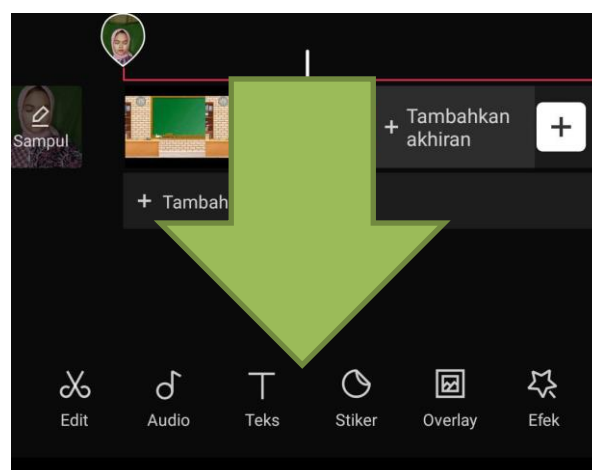 Sampul
+ Tambahkan
akhiran
+
+ Tambah
Edit
Audio
Teks
Stiker
Overlay
Efek